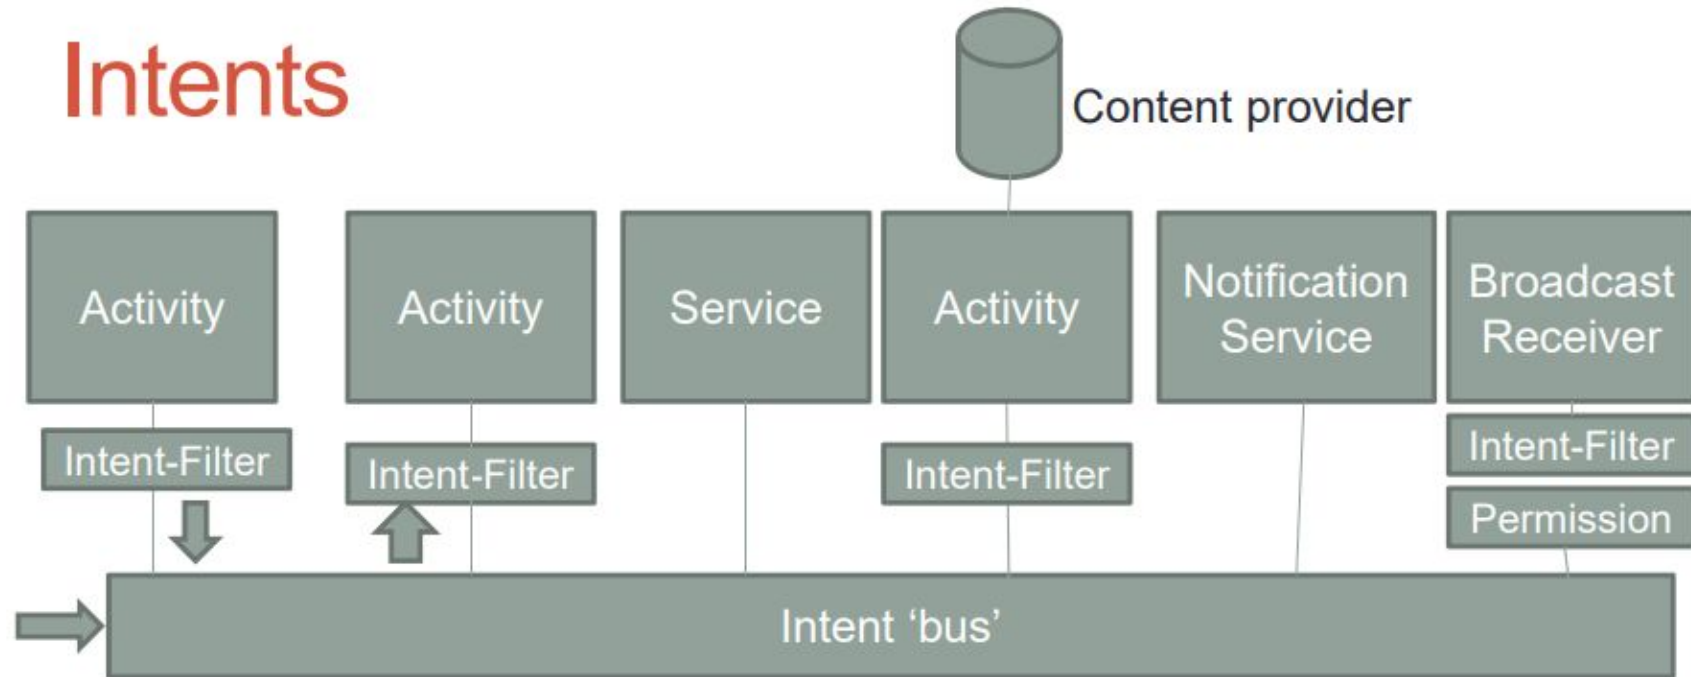 Intents
Content provider
Activity
Activity
Service
Activity
Notification
Service
Broadcast
Receiver
Intent-Filter
Intent-Filter
Intent-Filter
Intent-Filter
Permission
Intent ‘bus’